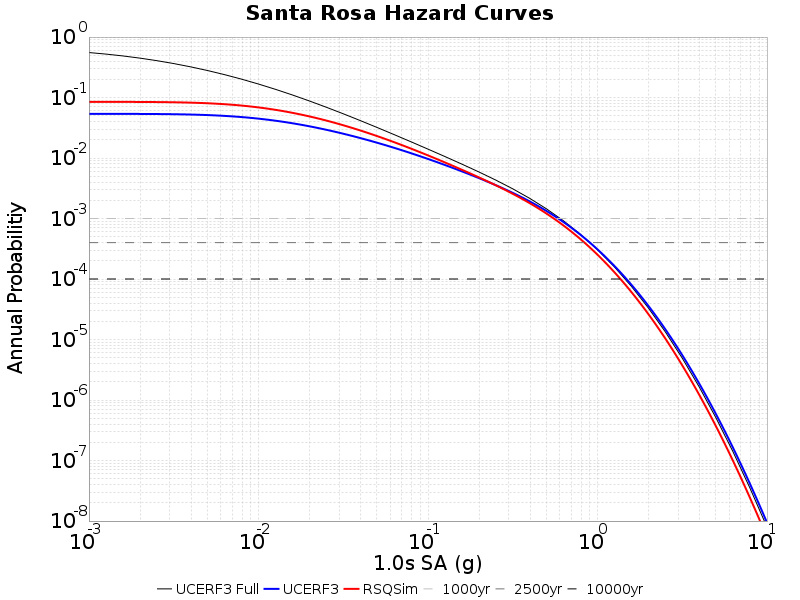 Santa Rosa Hazard Curves
Annual Probabilitiy
10^0
10^-1
10^-2
10^-3
10^-4
10^-5
10^-6
10^-7
10^-8
10^-3 10^-2 10^-1 10^0 10^1
1.0s SA (g)
UCERF3 Full UCERF3 RSQSim 1000yr 2500yr 10000yr